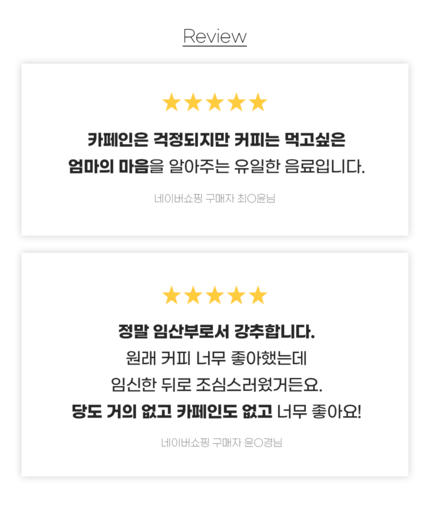 Review
카페인은 걱정되지만 커피는 먹고싶은
엄마의 마음을 알아주는 유일한 음료입니다.
네이버쇼핑 구매자 최○윤님
정말 임산부로서 강추합니다.
원래 커피 너무 좋아했는데
임신한 뒤로 조심스러웠거든요.
당도 거의 없고 카페인도 없고 너무 좋아요!
네이버쇼핑 구매자 윤○경님